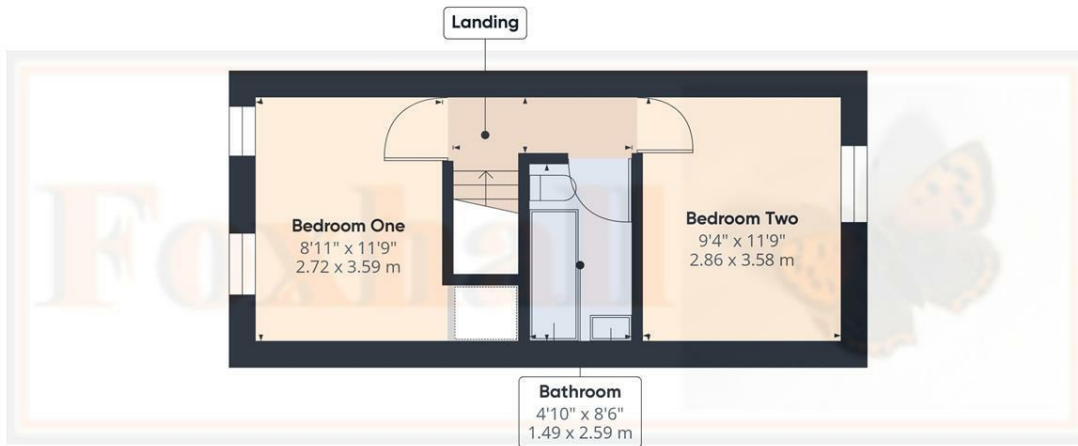 Landing
Bedroom One
8'11" x 11'9"
2.72 x 3.59 m
Bedroom Two
9'4" x 11'9"
2.86 x 3.58 m
Foxhall
Bathroom
4'10" x 8'6"
1.49 x 2.59 m